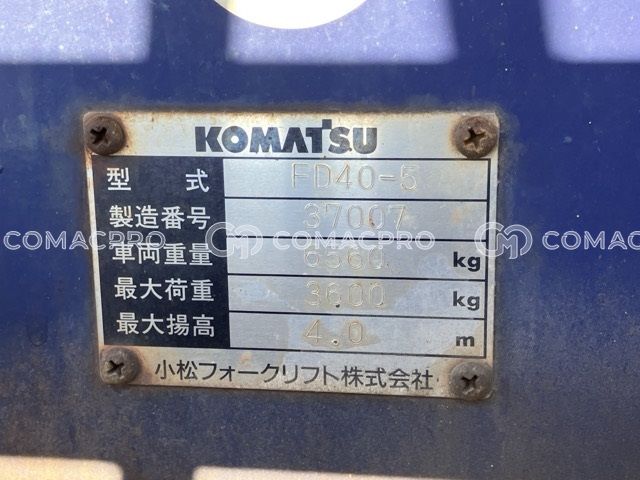 KOMATSU
型 式 FD40-5
製造番号 37007
COMACPRO COMACPRO COMACPRO
車両重量 6560 kg
最大荷重 3600 kg
最大揚高 4.0 m
小松フォークリフト株式会社